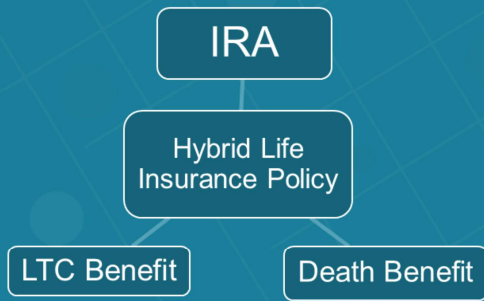 IRA
Hybrid Life
Insurance Policy
LTC Benefit
Death Benefit